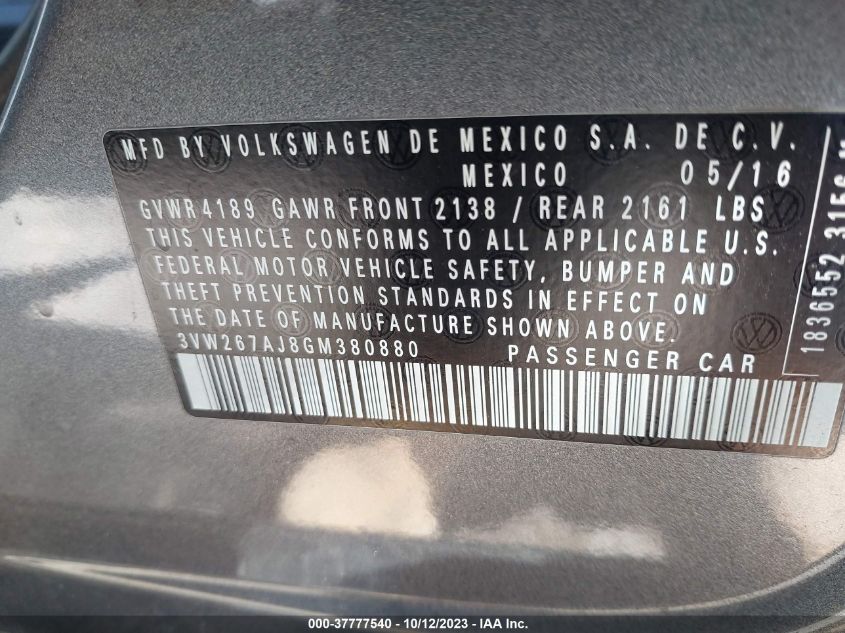 MFD BY VOLKSWAGEN DE MEXICO S.A. DE C.V.
MEXICO 05/16
GVWR 4189 GAWR FRONT 2138 / REAR 2161 LBS
THIS VEHICLE CONFORMS TO ALL APPLICABLE U.S.
FEDERAL MOTOR VEHICLE SAFETY, BUMPER AND
THEFT PREVENTION STANDARDS IN EFFECT ON
THE DATE OF MANUFACTURE SHOWN ABOVE.
3VW267AJ8GM380880 PASSENGER CAR
1836552 3156
000-37777540 - 10/12/2023 - IAA Inc.